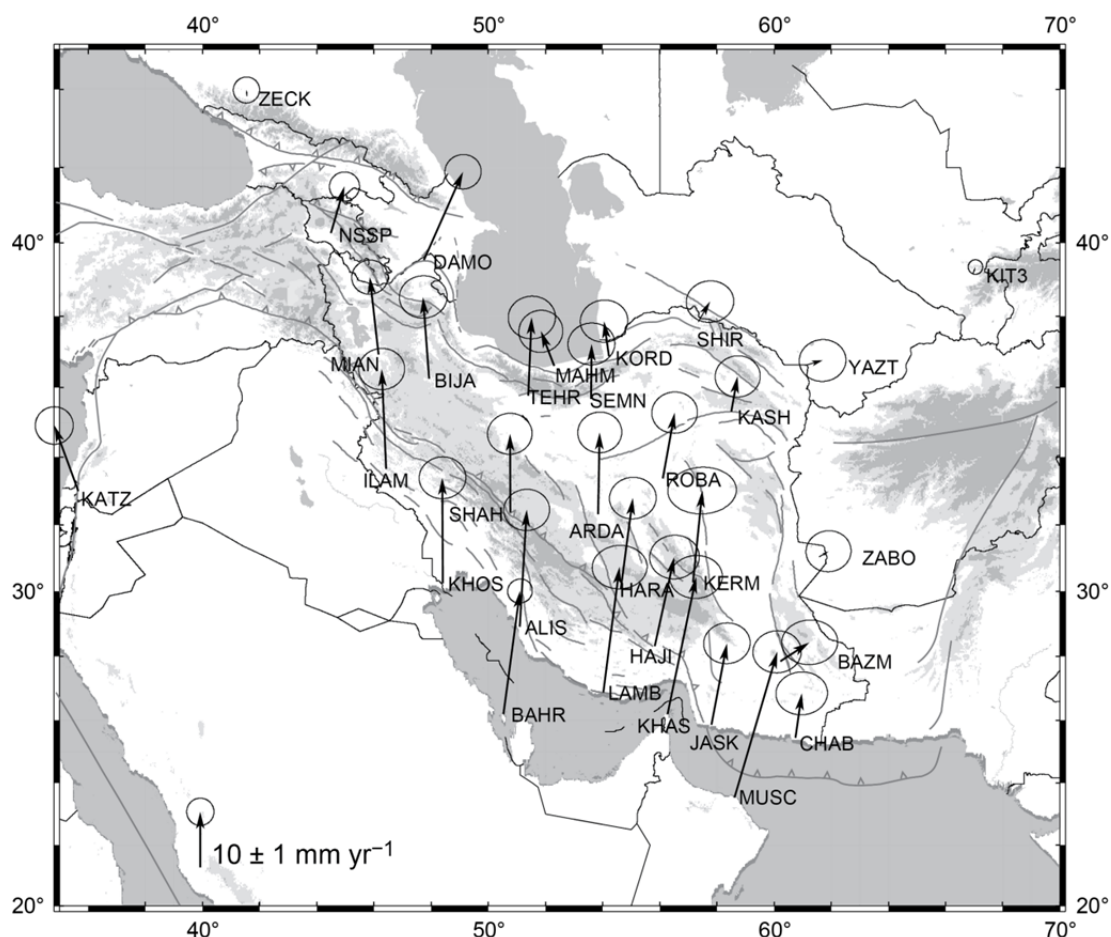 40° 50° 60° 70°
ZECK
40° NSSP 40°
DAMO
KIT3
SHIR
KORD
MIAN YAZT
MAHM
BIJA
TEHR SEMN
KASH
ILAM ROBA
KATZ
SHAH
ARDA
ZABO
KHOS HARA KERM
30° 30°
ALIS
HAJI
BAZM
LAMB
BAHR KHAS
JASK CHAB
MUSC
10 ± 1 mm yr⁻¹
20° 20°
40° 50° 60° 70°